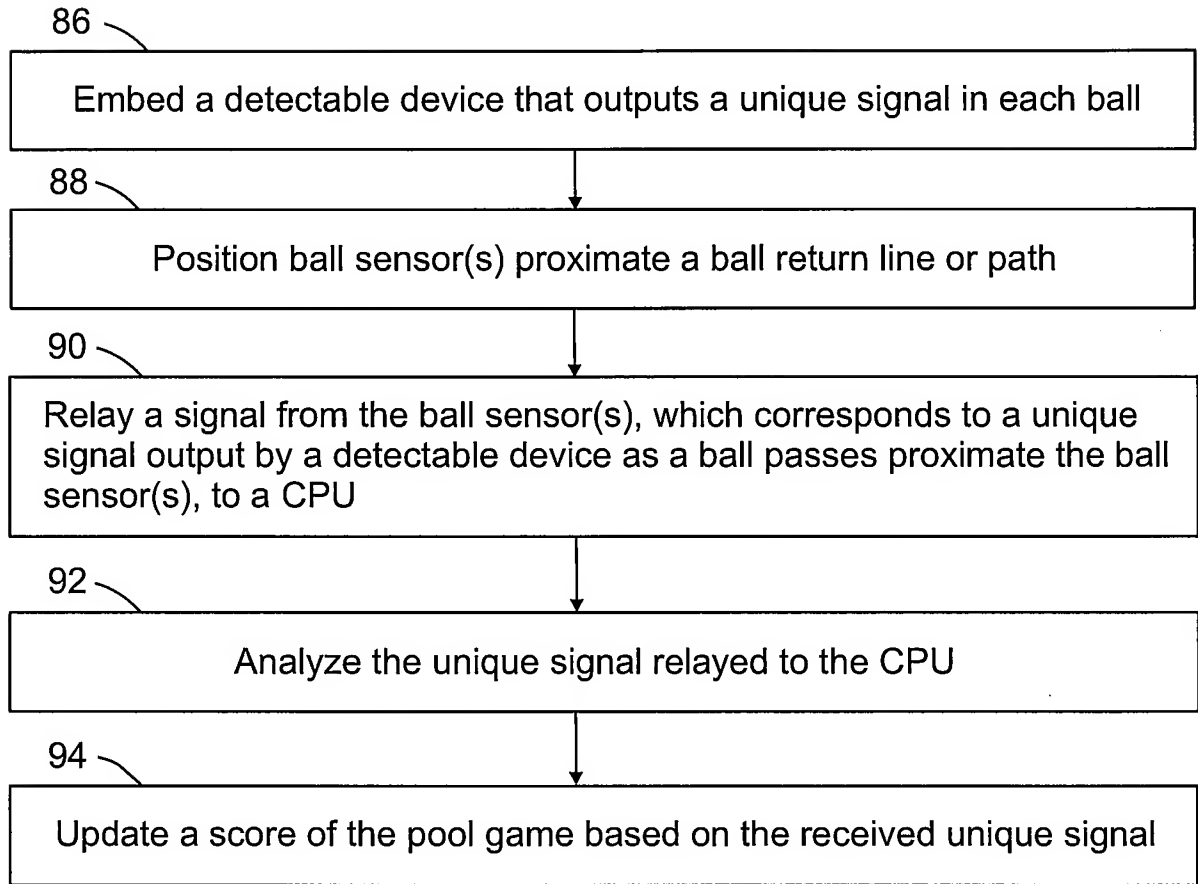 86
Embed a detectable device that outputs a unique signal in each ball
88
Position ball sensor(s) proximate a ball return line or path
90
Relay a signal from the ball sensor(s), which corresponds to a unique
signal output by a detectable device as a ball passes proximate the ball
sensor(s), to a CPU
92
Analyze the unique signal relayed to the CPU
94
Update a score of the pool game based on the received unique signal